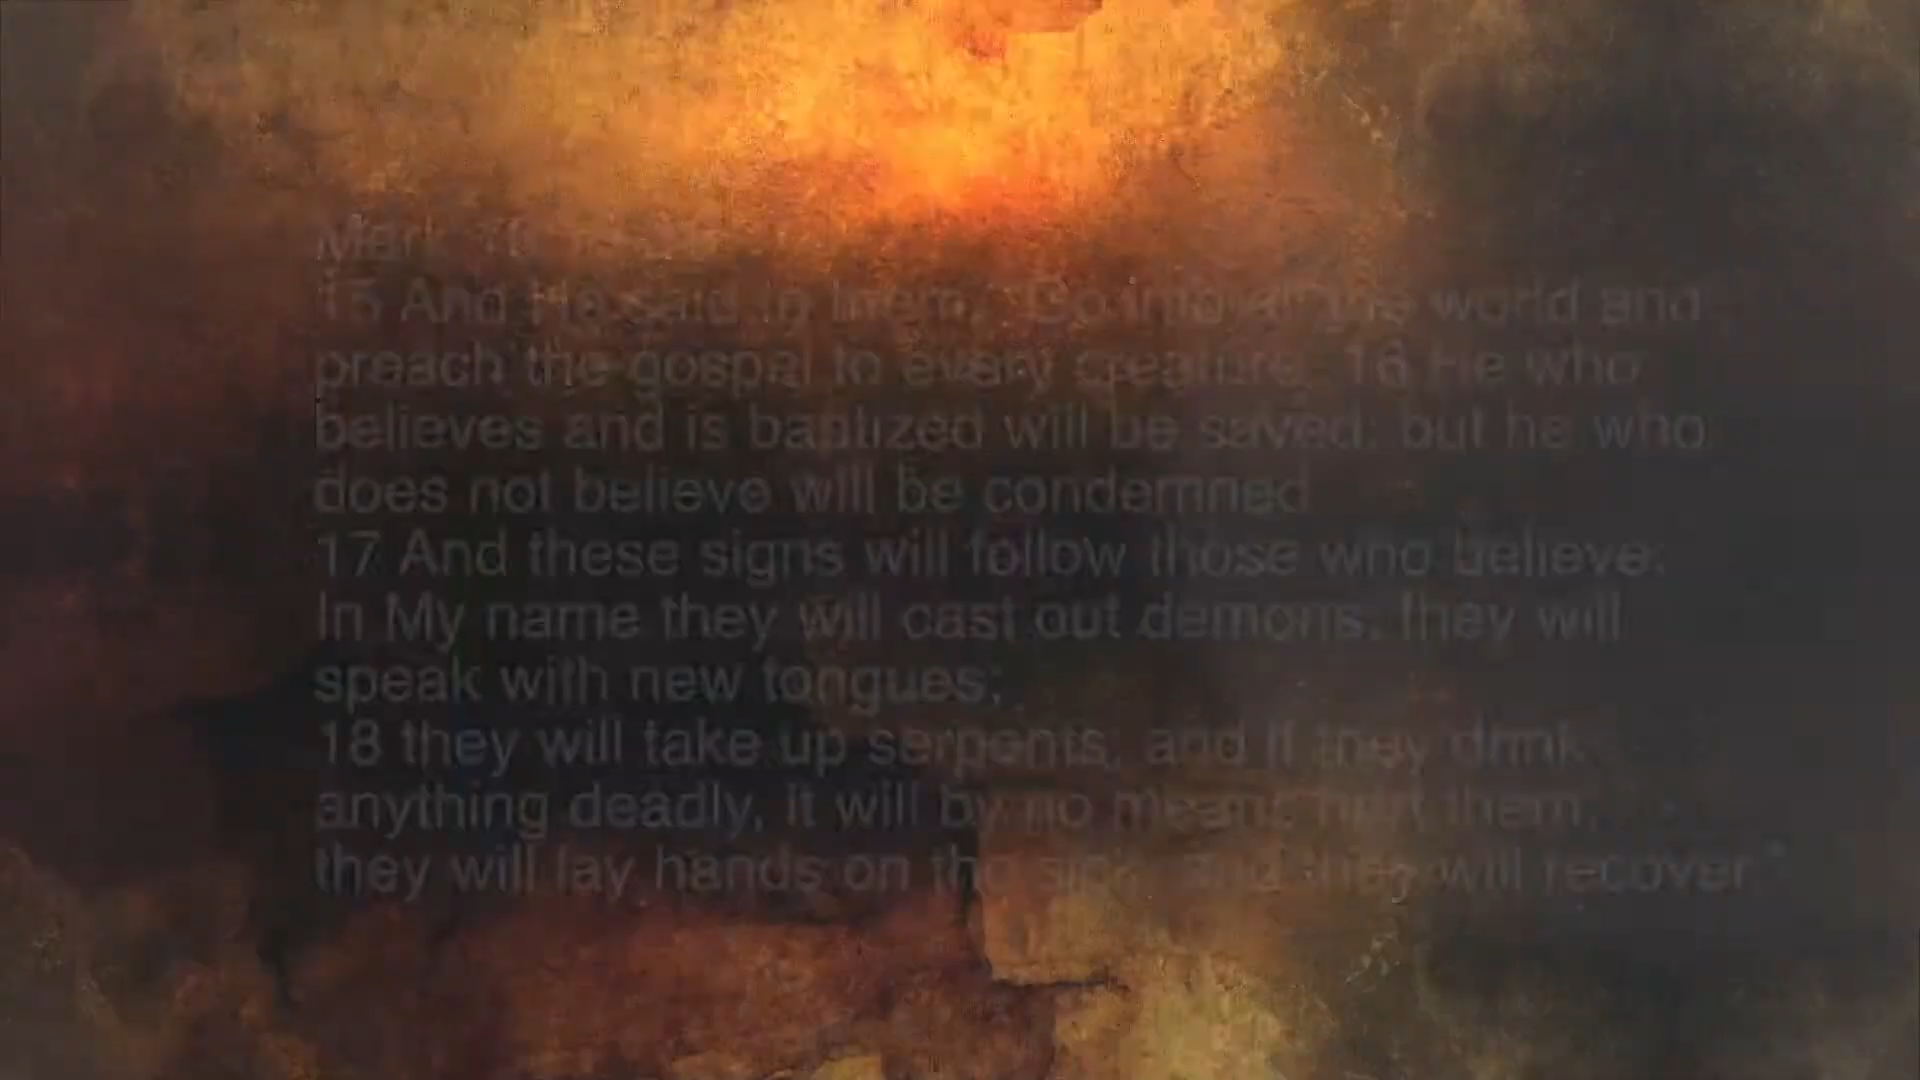 Mark 16
15 And He said to them, "Go into all the world and
preach the gospel to every creature. 16 He who
believes and is baptized will be saved; but he who
does not believe will be condemned
17 And these signs will follow those who believe:
In My name they will cast out demons; they will
speak with new tongues;
18 they will take up serpents; and if they drink
anything deadly, it will by no means hurt them;
they will lay hands on the sick, and they will recover"